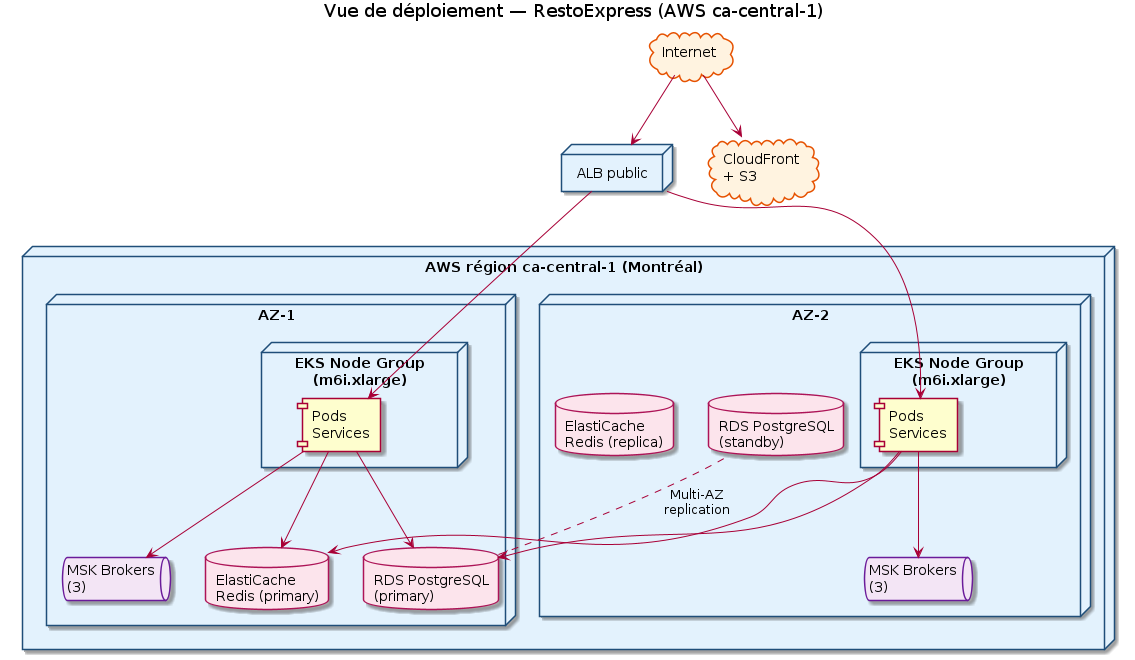 Vue de déploiement — RestoExpress (AWS ca-central-1)
Internet
ALB public
CloudFront
+ S3
AWS région ca-central-1 (Montréal)
AZ-1
EKS Node Group
(m6i.xlarge)
Pods
Services
MSK Brokers
(3)
ElastiCache
Redis (primary)
RDS PostgreSQL
(primary)
AZ-2
EKS Node Group
(m6i.xlarge)
ElastiCache
Redis (replica)
RDS PostgreSQL
(standby)
Pods
Services
Multi-AZ
replication
MSK Brokers
(3)